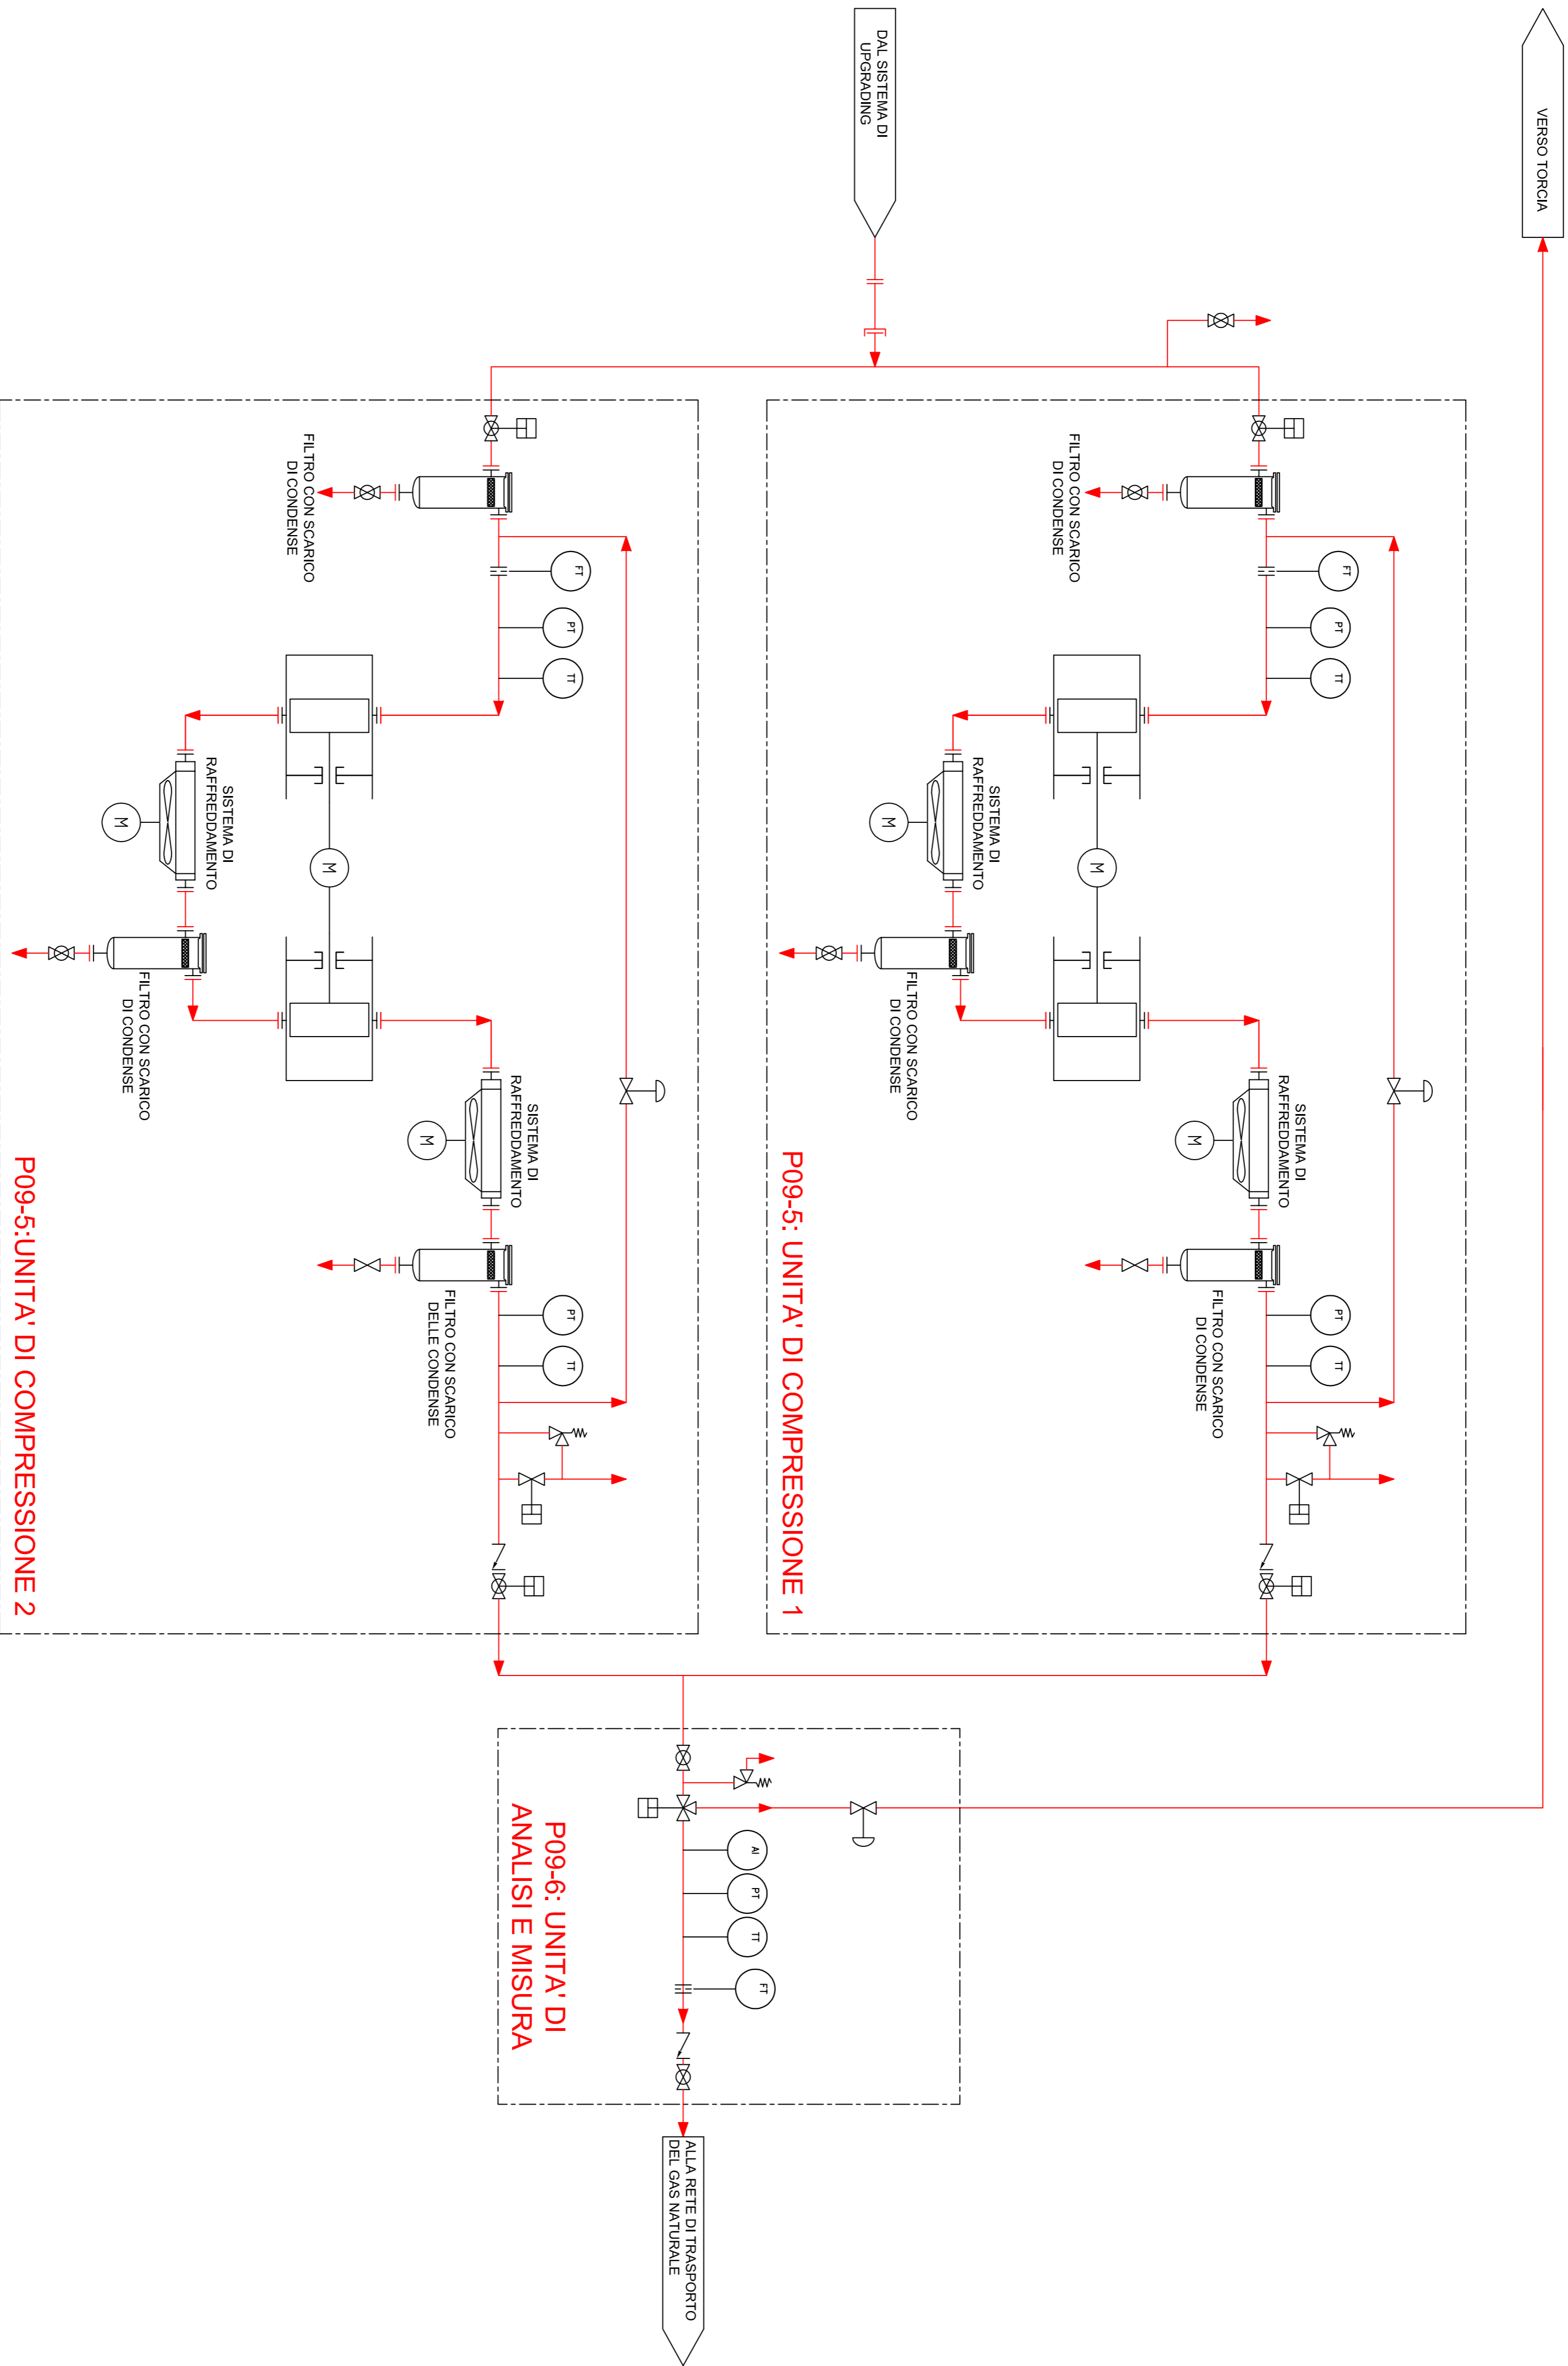 VERSO TORCIA
DAL SISTEMA DI
UPGRADING
FT
PT
TT
FILTRO CON SCARICO
DI CONDENSE
M
SISTEMA DI
RAFFREDDAMENTO
M
FILTRO CON SCARICO
DI CONDENSE
SISTEMA DI
RAFFREDDAMENTO
M
FILTRO CON SCARICO
DI CONDENSE
PT
TT
P09-5: UNITA' DI COMPRESSIONE 1
FT
PT
TT
FILTRO CON SCARICO
DI CONDENSE
M
SISTEMA DI
RAFFREDDAMENTO
M
FILTRO CON SCARICO
DI CONDENSE
SISTEMA DI
RAFFREDDAMENTO
M
FILTRO CON SCARICO
DELLE CONDENSE
PT
TT
P09-5:UNITA' DI COMPRESSIONE 2
AI
PT
TT
FT
P09-6: UNITA' DI
ANALISI E MISURA
ALLA RETE DI TRASPORTO
DEL GAS NATURALE